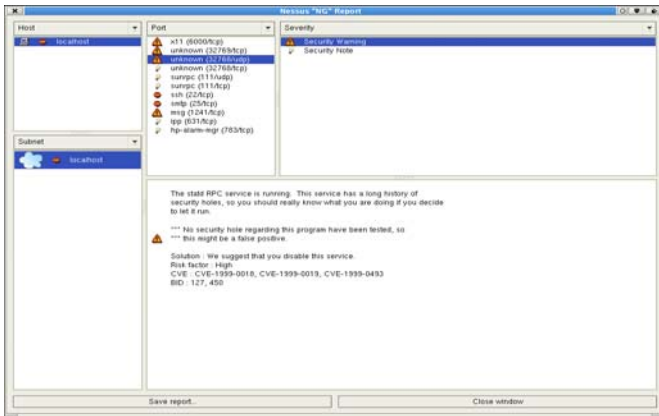 Nessus "NG" Report
Host
localhost
Subnet
localhost
Port
x11 (6000/tcp)
unknown (32769/tcp)
unknown (32768/udp)
unknown (32768/tcp)
sunrpc (111/udp)
sunrpc (111/tcp)
ssh (22/tcp)
smtp (25/tcp)
msg (1241/tcp)
ipp (631/tcp)
hp-alarm-mgr (783/tcp)
Severity
Security Warning
Security Note
The statd RPC service is running. This service has a long history of
security holes, so you should really know what you are doing if you decide
to let it run.
*** No security hole regarding this program have been tested, so
*** this might be a false positive.
Solution : We suggest that you disable this service.
Risk factor : High
CVE : CVE-1999-0018, CVE-1999-0019, CVE-1999-0493
BID : 127, 450
Save report...
Close window